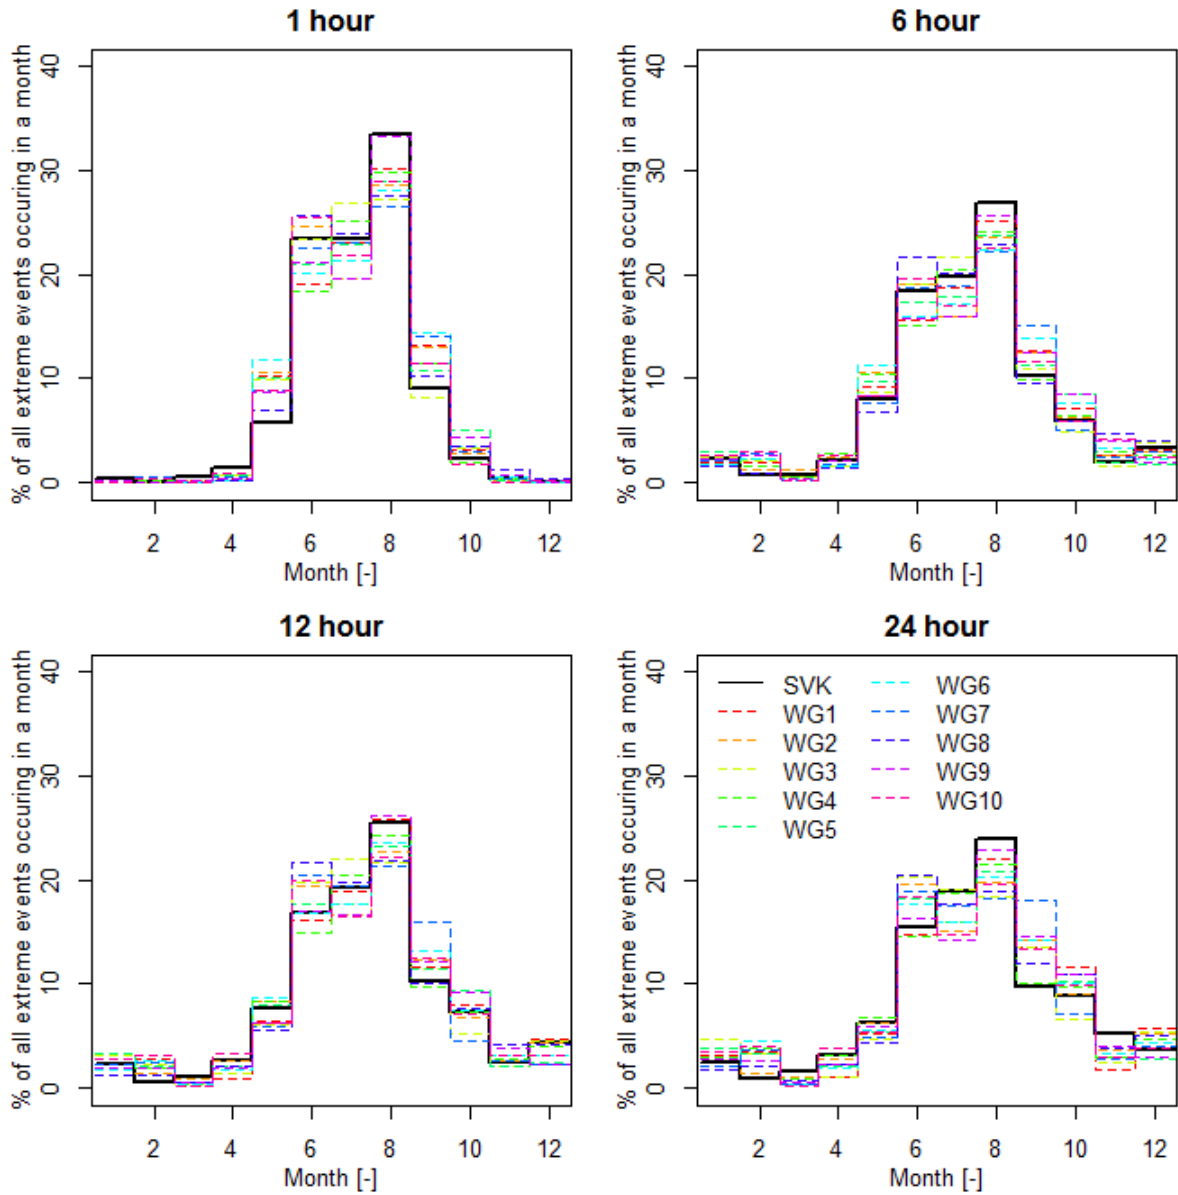 1 hour
% of all extreme events occuring in a month
0 10 20 30 40
2 4 6 8 10 12
Month [-]
6 hour
% of all extreme events occuring in a month
0 10 20 30 40
2 4 6 8 10 12
Month [-]
12 hour
% of all extreme events occuring in a month
0 10 20 30 40
2 4 6 8 10 12
Month [-]
24 hour
% of all extreme events occuring in a month
0 10 20 30 40
SVK
WG1
WG2
WG3
WG4
WG5
WG6
WG7
WG8
WG9
WG10
2 4 6 8 10 12
Month [-]